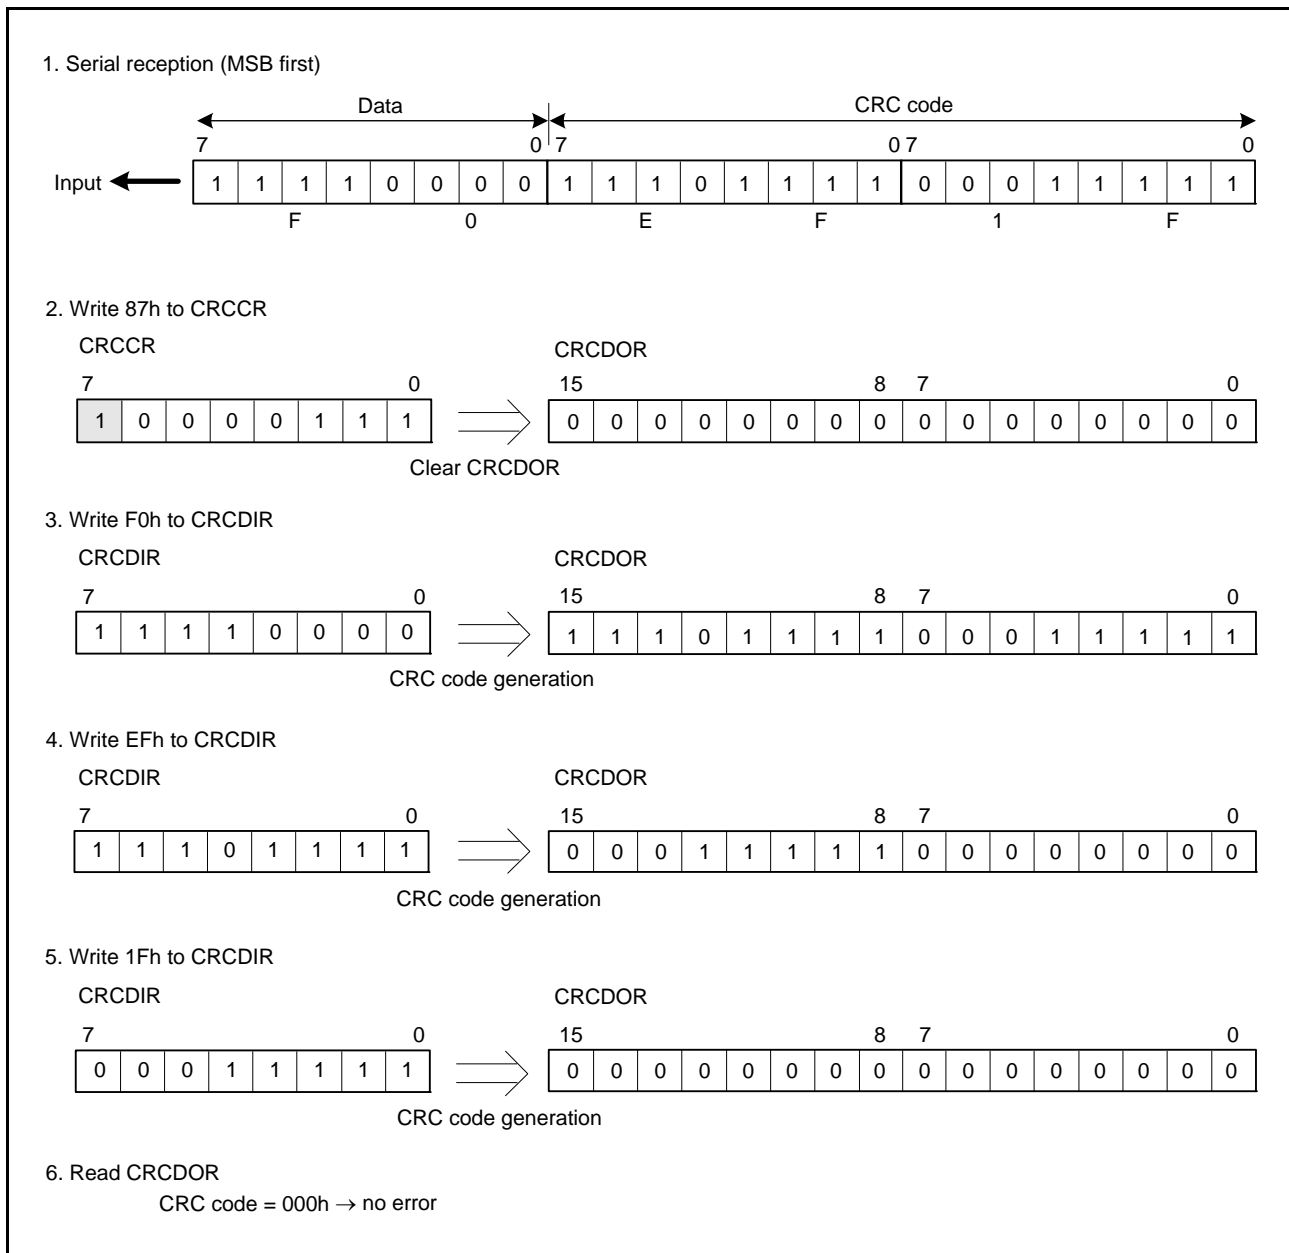 1. Serial reception (MSB first)
Data CRC code
7 0 7 0 7 0
Input 1 1 1 1 0 0 0 0 1 1 1 0 1 1 1 1 0 0 0 1 1 1 1 1
F 0 E F 1 F
2. Write 87h to CRCCR
CRCCR CRCDOR
7 0 15 8 7 0
1 0 0 0 0 1 1 1 0 0 0 0 0 0 0 0 0 0 0 0 0 0 0 0
Clear CRCDOR
3. Write F0h to CRCDIR
CRCDIR CRCDOR
7 0 15 8 7 0
1 1 1 1 0 0 0 0 1 1 1 0 1 1 1 1 0 0 0 1 1 1 1 1
CRC code generation
4. Write EFh to CRCDIR
CRCDIR CRCDOR
7 0 15 8 7 0
1 1 1 0 1 1 1 1 0 0 0 1 1 1 1 1 0 0 0 0 0 0 0 0
CRC code generation
5. Write 1Fh to CRCDIR
CRCDIR CRCDOR
7 0 15 8 7 0
0 0 0 1 1 1 1 1 0 0 0 0 0 0 0 0 0 0 0 0 0 0 0 0
CRC code generation
6. Read CRCDOR
CRC code = 000h → no error